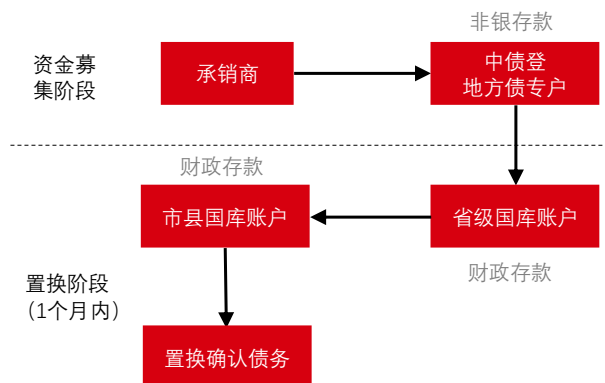 非银存款
资金募
集阶段
承销商
中债登
地方债专户
财政存款
市县国库账户
省级国库账户
财政存款
置换阶段
（1个月内）
置换确认债务